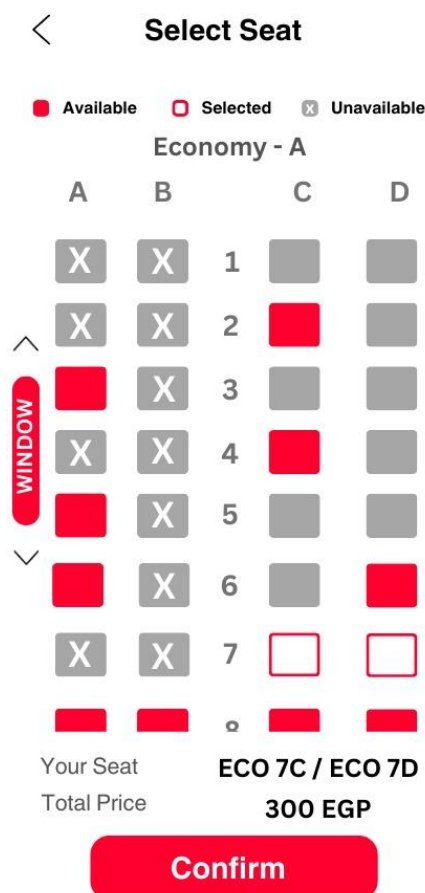 Select Seat
Available Selected X Unavailable
Economy - A
A B C D
X X 1
X X 2
X 3
X X 4
X 5
X 6
X X 7
8
WINDOW
Your Seat ECO 7C / ECO 7D
Total Price 300 EGP
Confirm